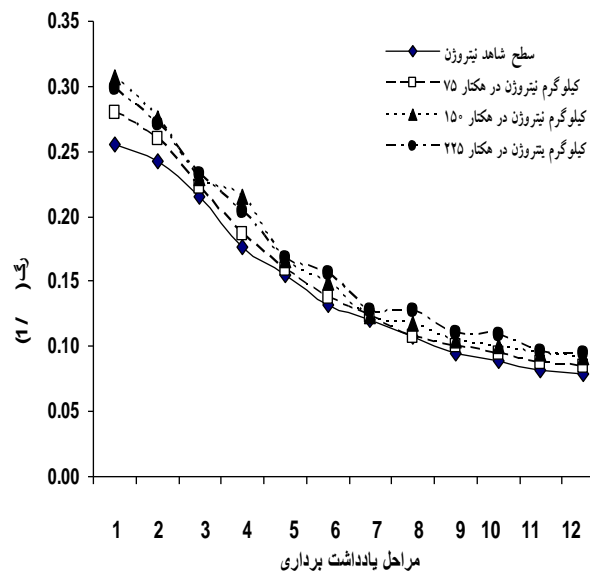 0.35
0.30
0.25
0.20
0.15
0.10
0.05
0.00
سطح شاهد نیتروژن
کیلوگرم نیتروژن در هکتار ۷۵
کیلوگرم نیتروژن در هکتار ۱۵۰
کیلوگرم یتروژن در هکتار ۲۲۵
(1 /
1 2 3 4 5 6 7 8 9 10 11 12
مراحل یادداشت برداری